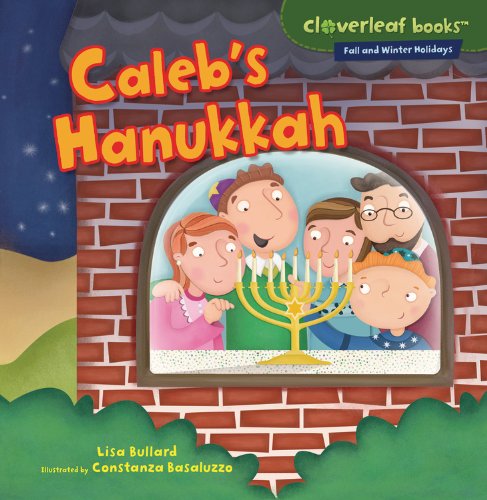 Cloverleaf books™
Fall and Winter Holidays
Caleb's
Hanukkah
Lisa Bullard
Illustrated by Constanza Basaluzzo